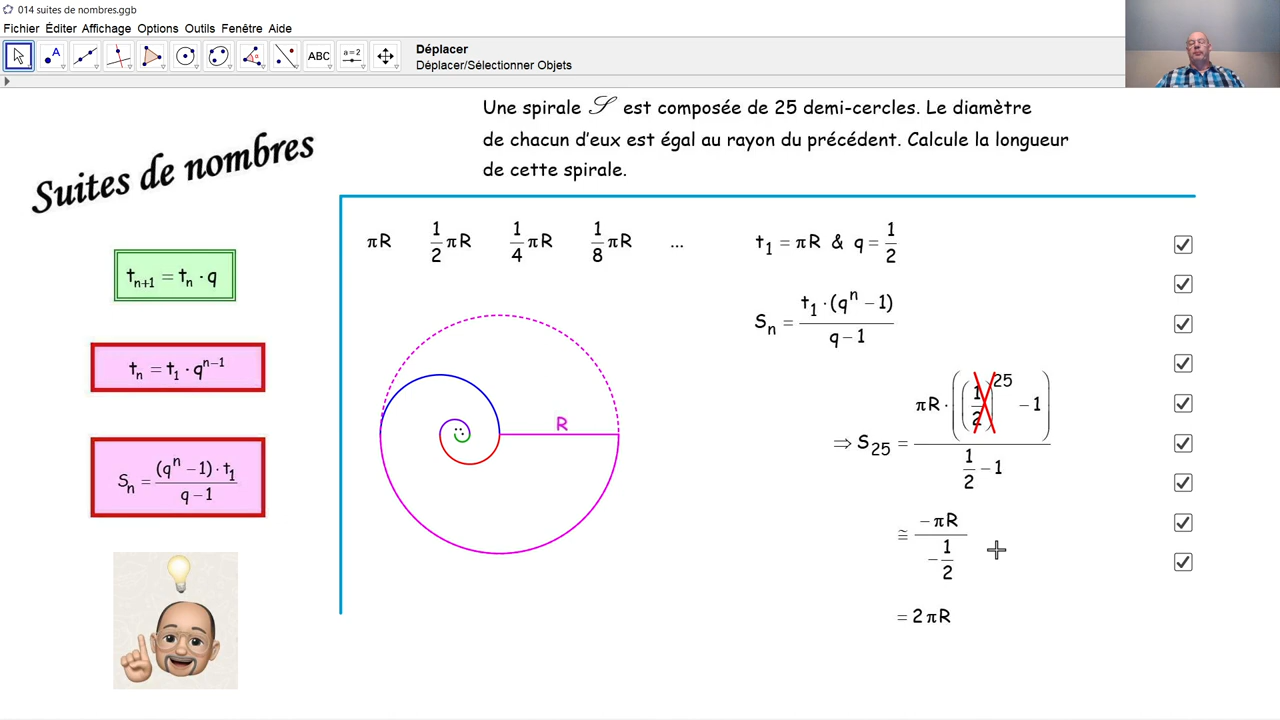 014 suites de nombres.ggb
Fichier Éditer Affichage Options Outils Fenêtre Aide
A
ABC
a=2
Déplacer
Déplacer/Sélectionner Objets
Une spirale 𝒮 est composée de 25 demi-cercles. Le diamètre
de chacun d'eux est égal au rayon du précédent. Calcule la longueur
de cette spirale.
Suites de nombres
t_{n+1} = t_n · q
t_n = t_1 · q^{n−1}
S_n = (q^n − 1) · t_1 / q − 1
πR 1/2 πR 1/4 πR 1/8 πR ...
R
t_1 = πR & q = 1/2
S_n = t_1 · (q^n − 1) / q − 1
⇒ S_25 = πR · ((1/2)^25 − 1) / 1/2 − 1
≅ −πR / −1/2
= 2πR